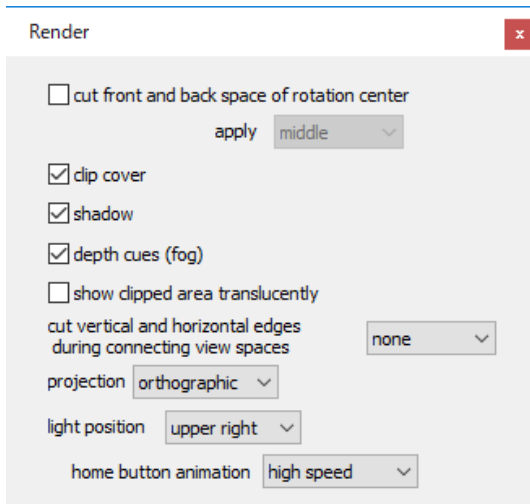 Render
x
cut front and back space of rotation center
apply middle
clip cover
shadow
depth cues (fog)
show clipped area translucently
cut vertical and horizontal edges
during connecting view spaces none
projection orthographic
light position upper right
home button animation high speed